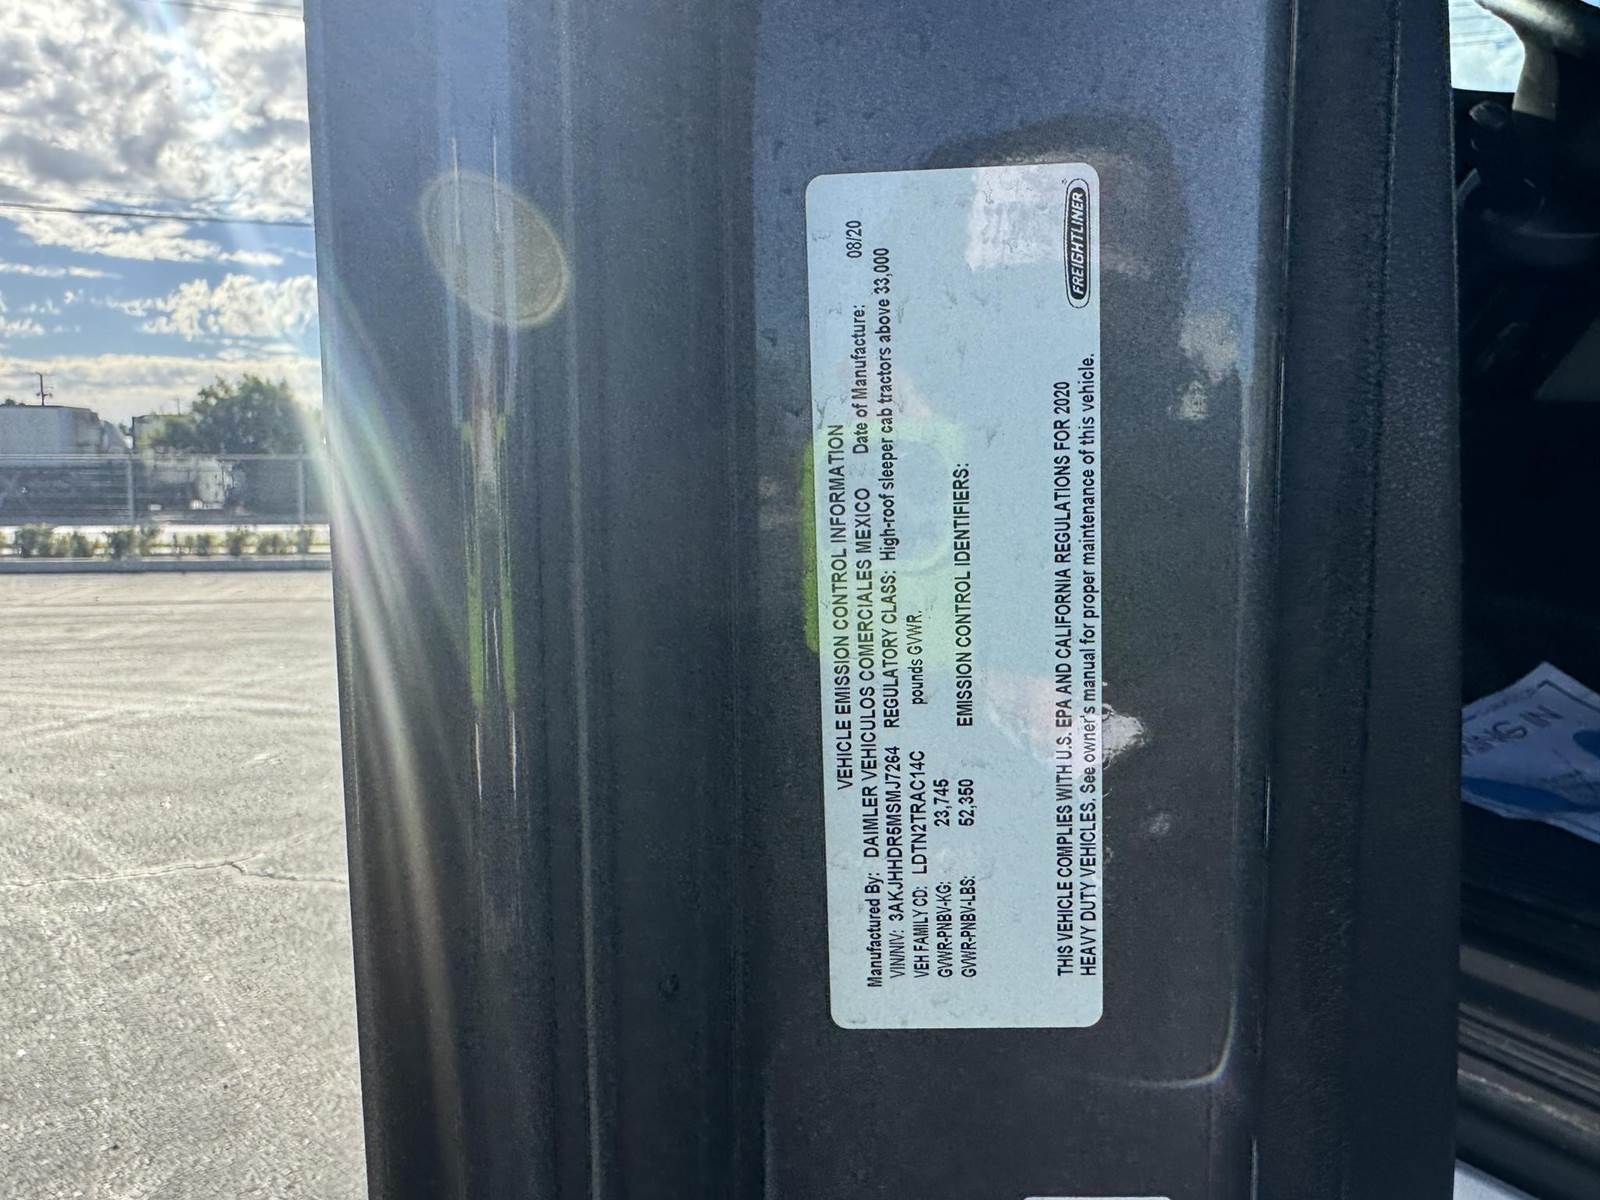 VEHICLE EMISSION CONTROL INFORMATION
Manufactured By: DAIMLER VEHICULOS COMERCIALES MEXICO Date of Manufacture: 08/20
VIN/NIV: 3AKJHHDR5MSMJ7264 REGULATORY CLASS: High-roof sleeper cab tractors above 33,000
VEH FAMILY CD: LDTN2TRAC14C pounds GVWR.
GVWR-PNBV-KG: 23,745
GVWR-PNBV-LBS: 52,350 EMISSION CONTROL IDENTIFIERS:
THIS VEHICLE COMPLIES WITH U.S. EPA AND CALIFORNIA REGULATIONS FOR 2020
HEAVY DUTY VEHICLES. See owner's manual for proper maintenance of this vehicle.
FREIGHTLINER
IN